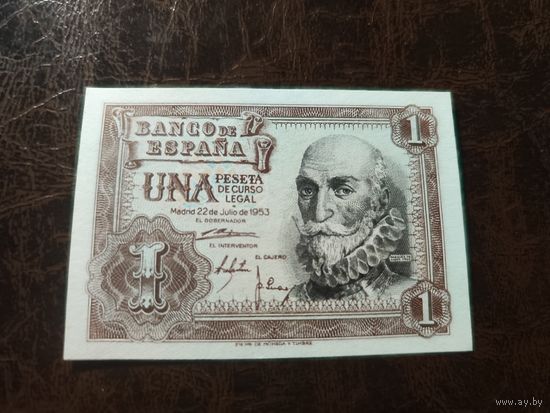 BANCO DE
ESPAÑA
1
UNA PESETA
DE CURSO
LEGAL
Madrid 22 de Julio de 1953
EL GOBERNADOR
EL INTERVENTOR
EL CAJERO
1
1
www.ay.by